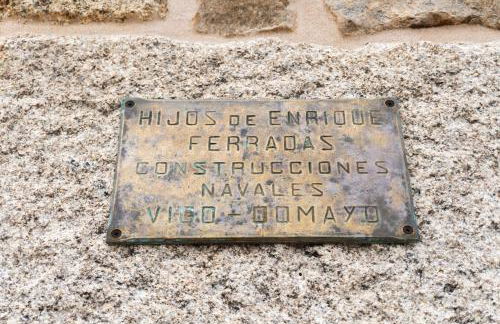 HIJOS DE ENRIQUE
FERRADAS
CONSTRUCCIONES
NAVALES
VIGO - DOMAYO